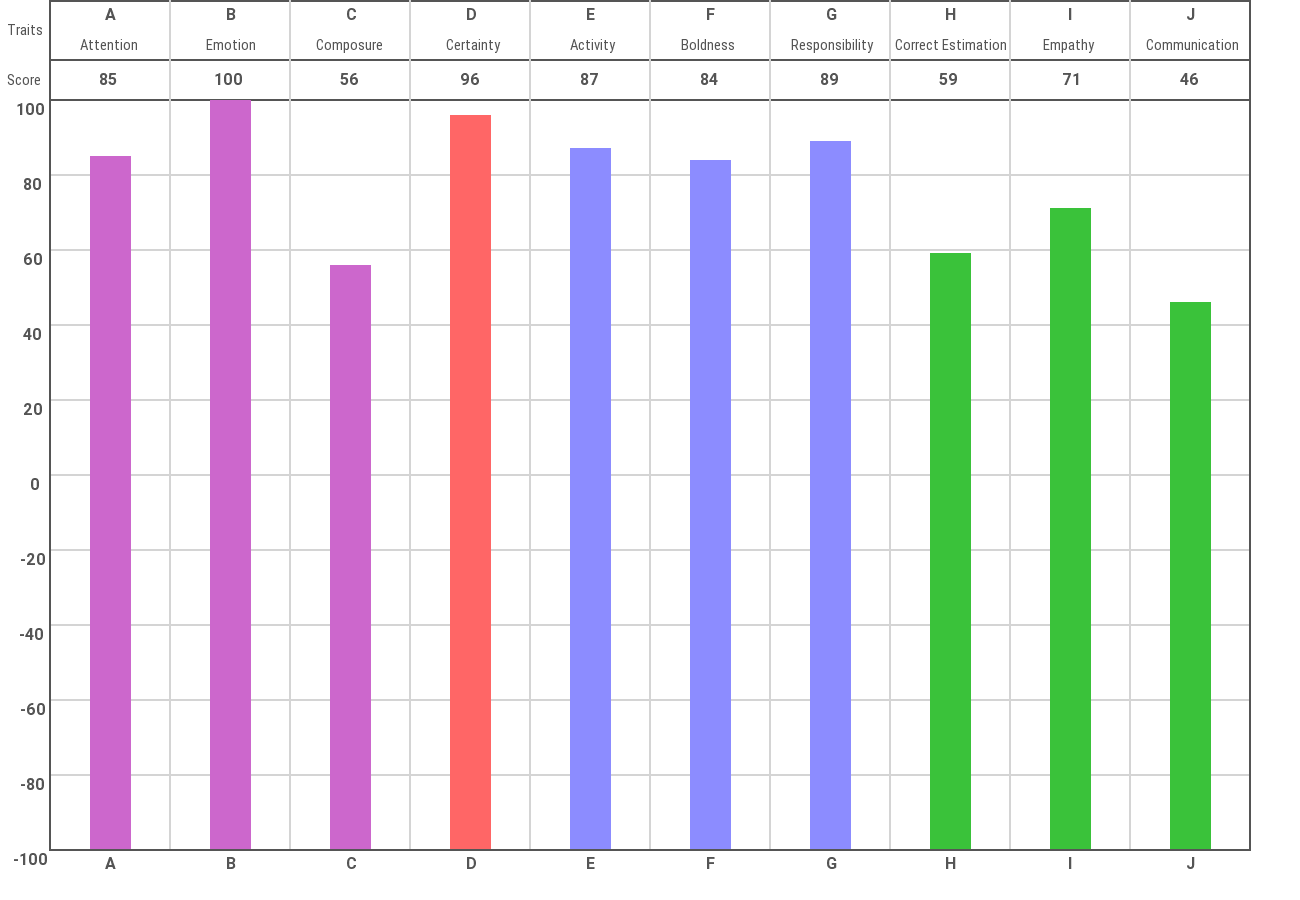 A B C D E F G H I J
Traits
Attention Emotion Composure Certainty Activity Boldness Responsibility Correct Estimation Empathy Communication
Score 85 100 56 96 87 84 89 59 71 46
100
80
60
40
20
0
-20
-40
-60
-80
-100
A B C D E F G H I J